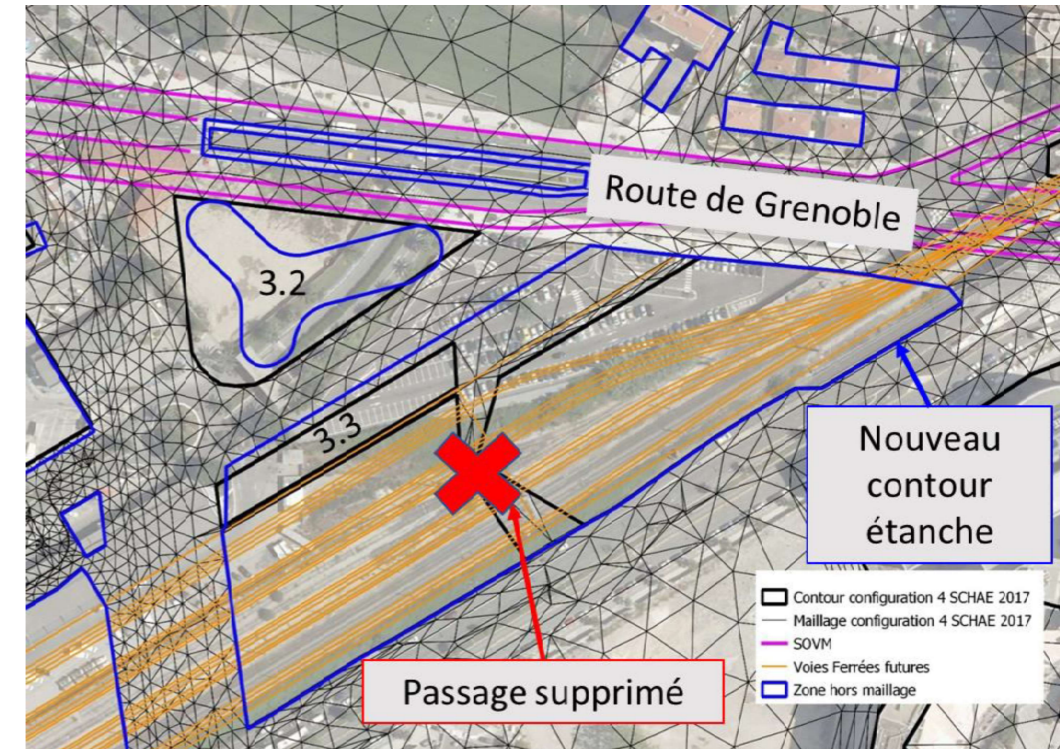 Route de Grenoble
3.2
3.3
Nouveau
contour
étanche
Passage supprimé
Contour configuration 4 SCHAE 2017
Maillage configuration 4 SCHAE 2017
SOVM
Voies Ferrées futures
Zone hors maillage